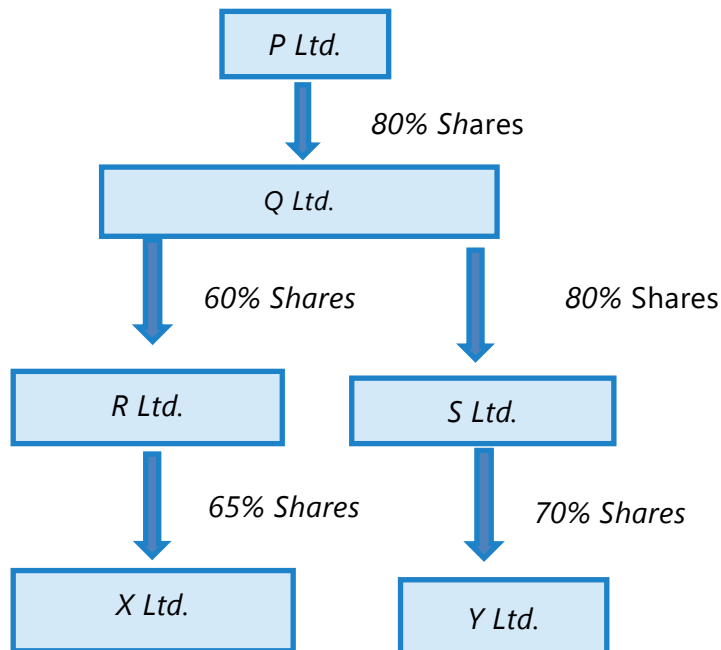 P Ltd.
80% Shares
Q Ltd.
60% Shares
80% Shares
R Ltd.
S Ltd.
65% Shares
70% Shares
X Ltd.
Y Ltd.